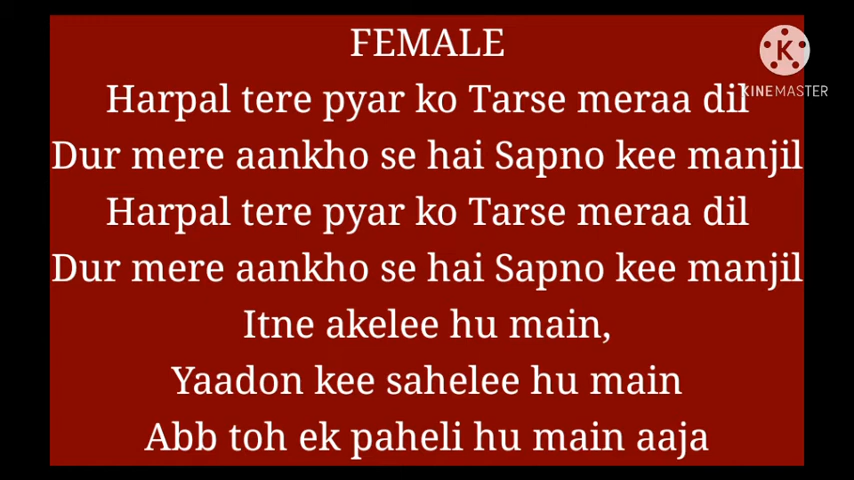 FEMALE
Harpal tere pyar ko Tarse meraa dil
Dur mere aankho se hai Sapno kee manjil
Harpal tere pyar ko Tarse meraa dil
Dur mere aankho se hai Sapno kee manjil
Itne akelee hu main,
Yaadon kee sahelee hu main
Abb toh ek paheli hu main aaja
K
KINEMASTER